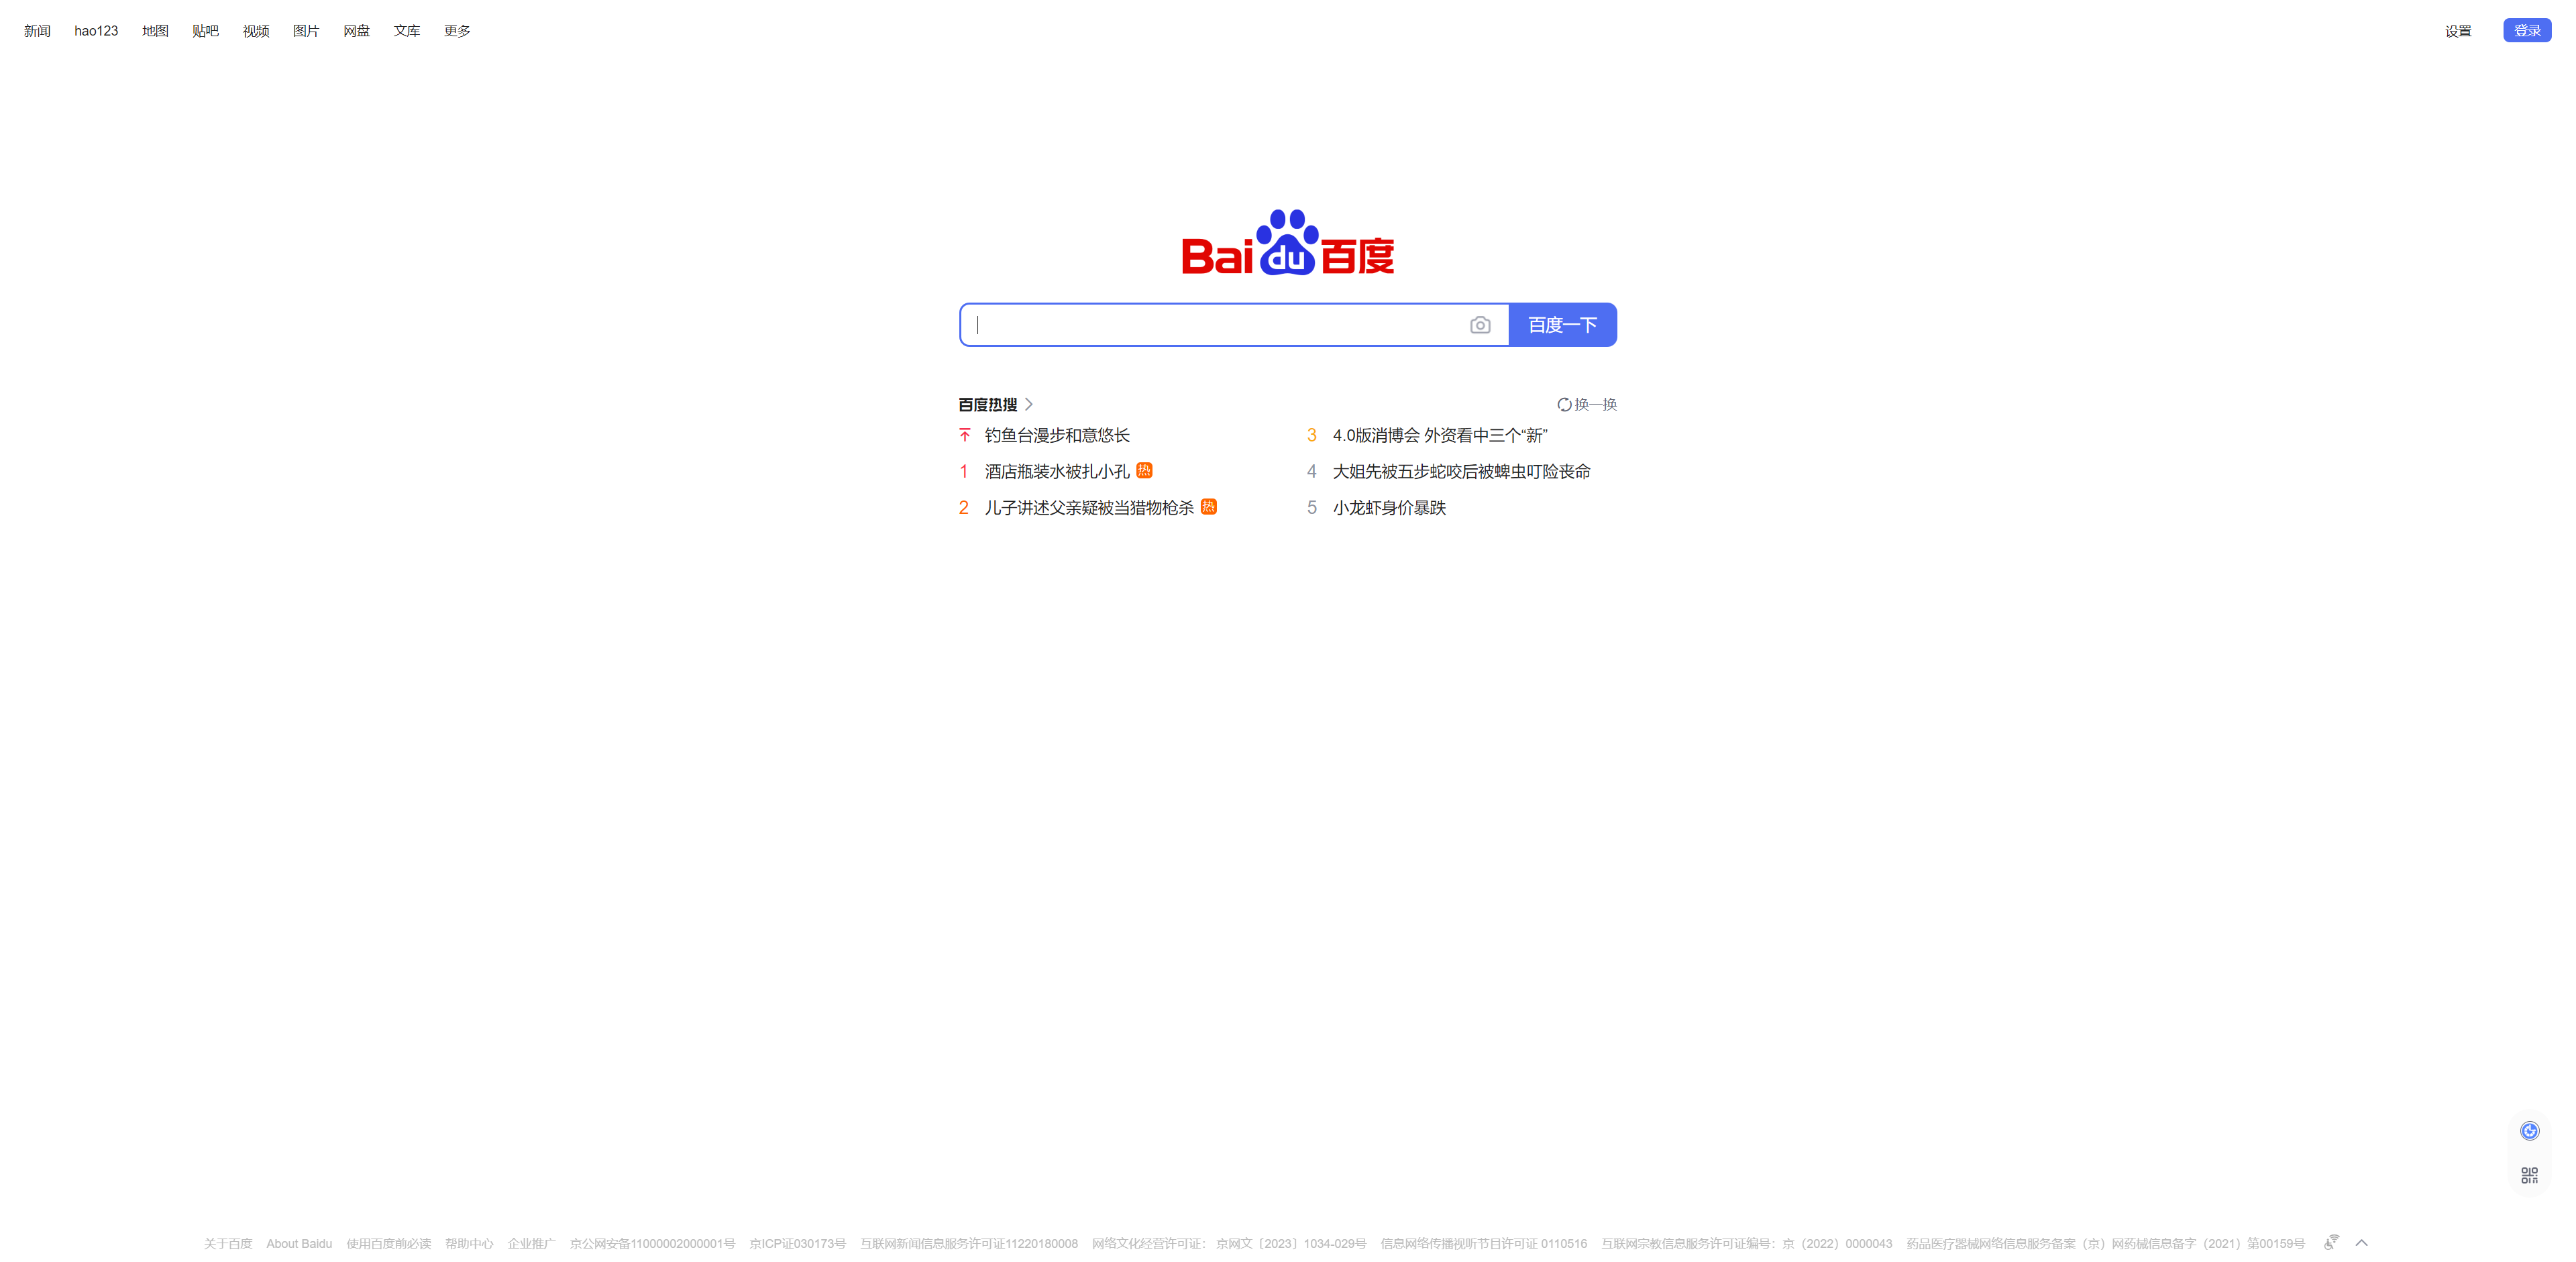 新闻 hao123 地图 贴吧 视频 图片 网盘 文库 更多 设置 登录
Bai du 百度
百度一下
百度热搜 换一换
钓鱼台漫步和意悠长
1 酒店瓶装水被扎小孔 热
2 儿子讲述父亲疑被当猎物枪杀 热
3 4.0版消博会 外资看中三个“新”
4 大姐先被五步蛇咬后被蜱虫叮险丧命
5 小龙虾身价暴跌
关于百度 About Baidu 使用百度前必读 帮助中心 企业推广 京公网安备11000002000001号 京ICP证030173号 互联网新闻信息服务许可证11220180008 网络文化经营许可证： 京网文〔2023〕1034-029号 信息网络传播视听节目许可证 0110516 互联网宗教信息服务许可证编号：京（2022）0000043 药品医疗器械网络信息服务备案（京）网药械信息备字（2021）第00159号